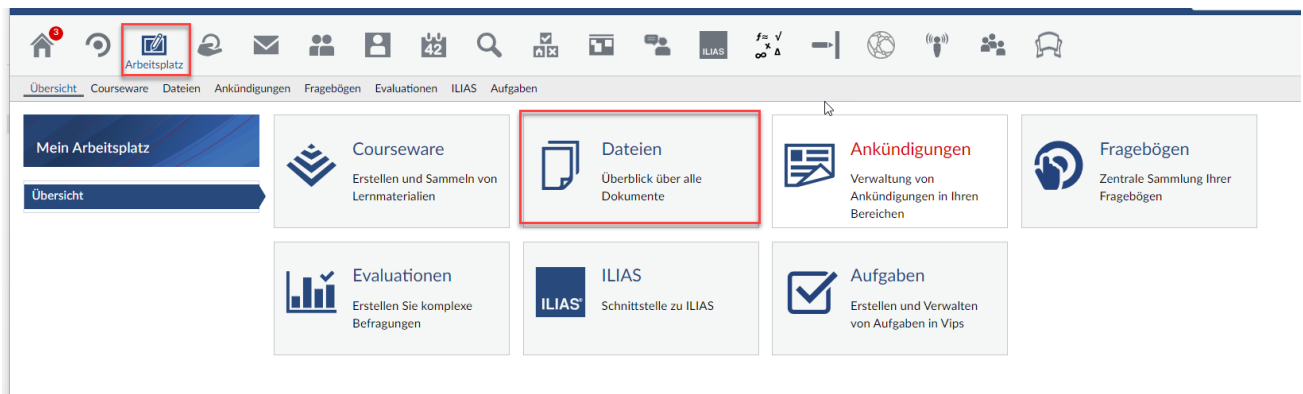 3
42
ILIAS
f≈ √
x
∞ Δ
Arbeitsplatz
Übersicht Courseware Dateien Ankündigungen Fragebögen Evaluationen ILIAS Aufgaben
Mein Arbeitsplatz
Übersicht
Courseware
Erstellen und Sammeln von
Lernmaterialien
Dateien
Überblick über alle
Dokumente
Ankündigungen
Verwaltung von
Ankündigungen in Ihren
Bereichen
Fragebögen
Zentrale Sammlung Ihrer
Fragebögen
Evaluationen
Erstellen Sie komplexe
Befragungen
ILIAS
ILIAS
Schnittstelle zu ILIAS
Aufgaben
Erstellen und Verwalten
von Aufgaben in Vips